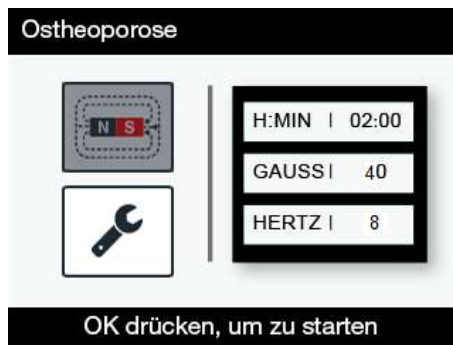 Ostheoporose
N S
H:MIN | 02:00
GAUSS | 40
HERTZ | 8
OK drücken, um zu starten